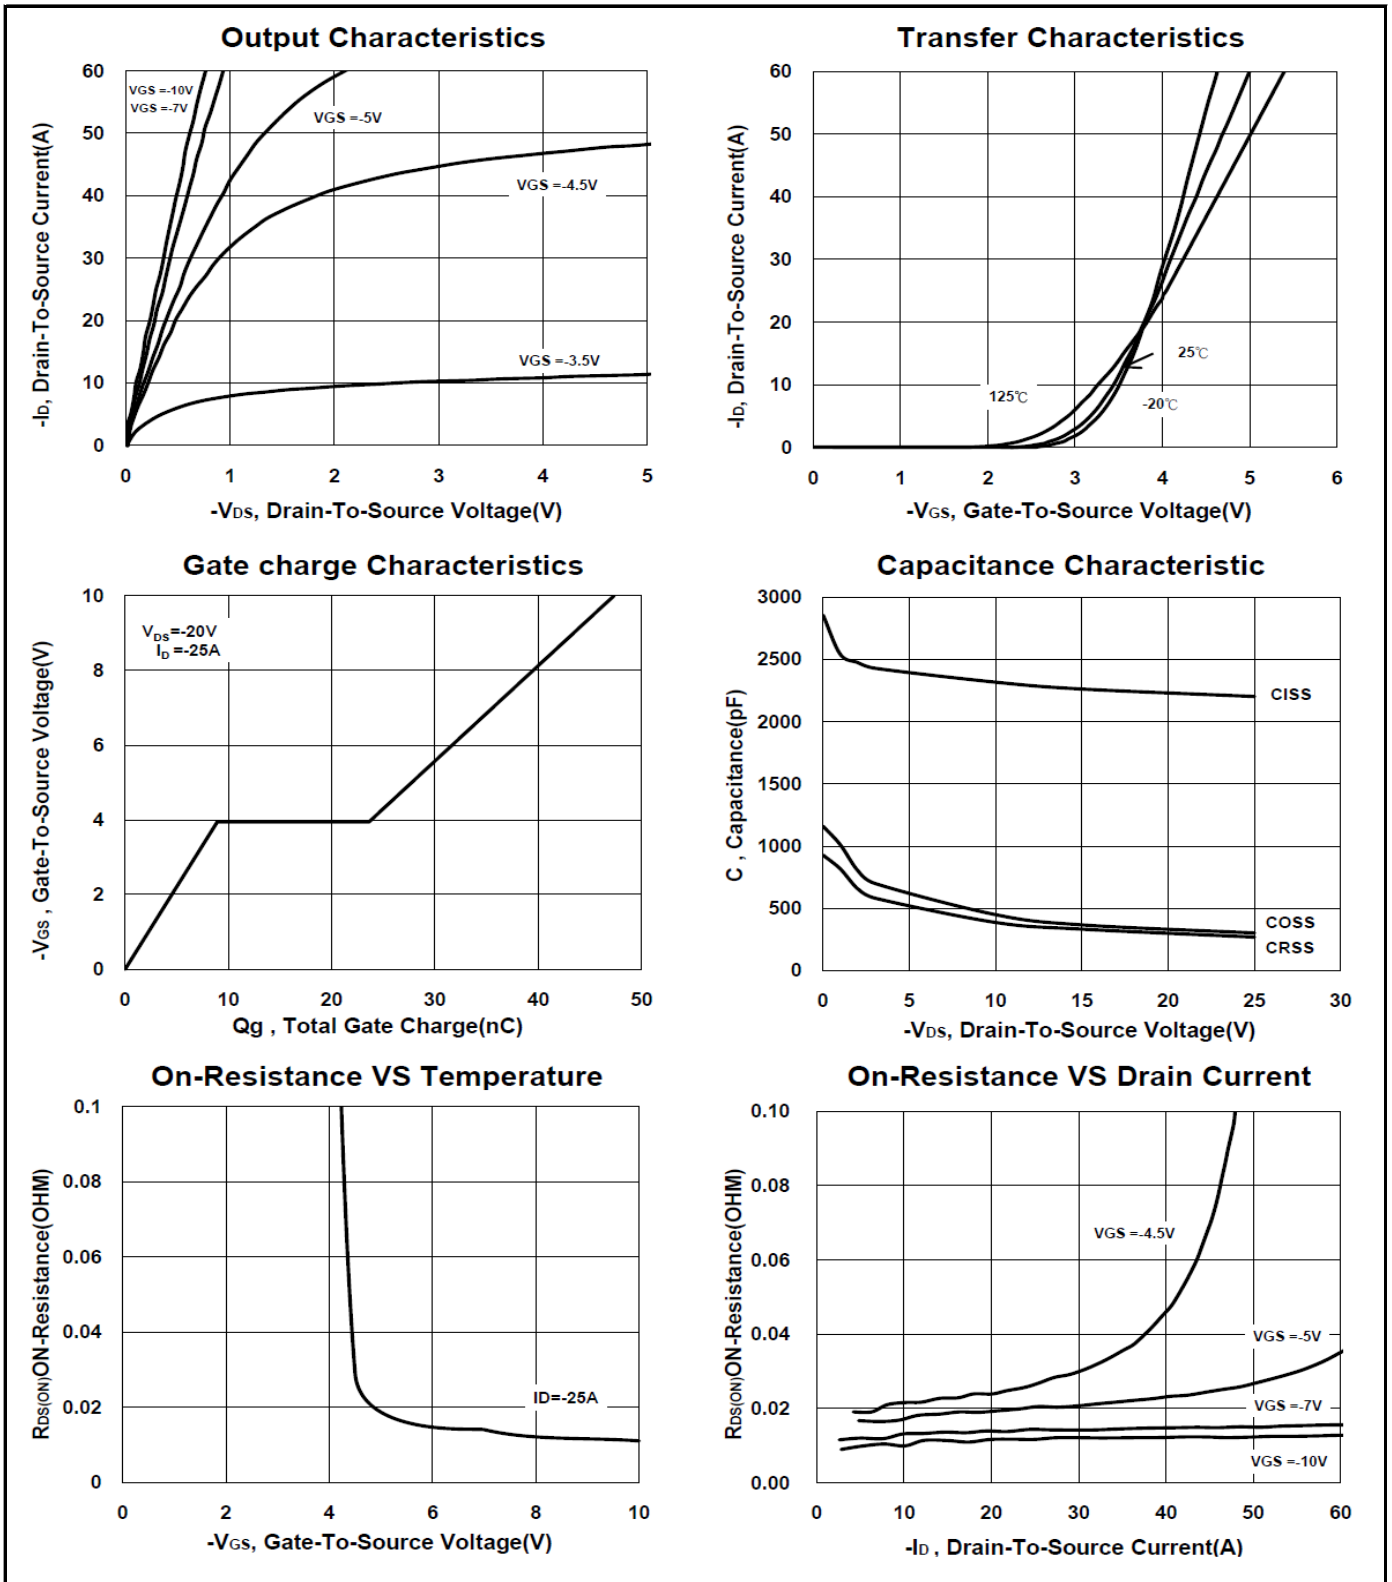 Output Characteristics
60
50
40
30
20
10
0
-ID, Drain-To-Source Current(A)
VGS =-10V
VGS =-7V
VGS =-5V
VGS =-4.5V
VGS =-3.5V
0 1 2 3 4 5
-VDS, Drain-To-Source Voltage(V)
Transfer Characteristics
60
50
40
30
20
10
0
-ID, Drain-To-Source Current(A)
25℃
125℃
-20℃
0 1 2 3 4 5 6
-VGS, Gate-To-Source Voltage(V)
Gate charge Characteristics
10
8
6
4
2
0
-VGS , Gate-To-Source Voltage(V)
VDS=-20V
ID =-25A
0 10 20 30 40 50
Qg , Total Gate Charge(nC)
Capacitance Characteristic
3000
2500
2000
1500
1000
500
0
C , Capacitance(pF)
CISS
COSS
CRSS
0 5 10 15 20 25 30
-VDS, Drain-To-Source Voltage(V)
On-Resistance VS Temperature
0.1
0.08
0.06
0.04
0.02
0
RDS(ON)ON-Resistance(OHM)
ID=-25A
0 2 4 6 8 10
-VGS, Gate-To-Source Voltage(V)
On-Resistance VS Drain Current
0.10
0.08
0.06
0.04
0.02
0.00
RDS(ON)ON-Resistance(OHM)
VGS =-4.5V
VGS =-5V
VGS =-7V
VGS =-10V
0 10 20 30 40 50 60
-ID , Drain-To-Source Current(A)